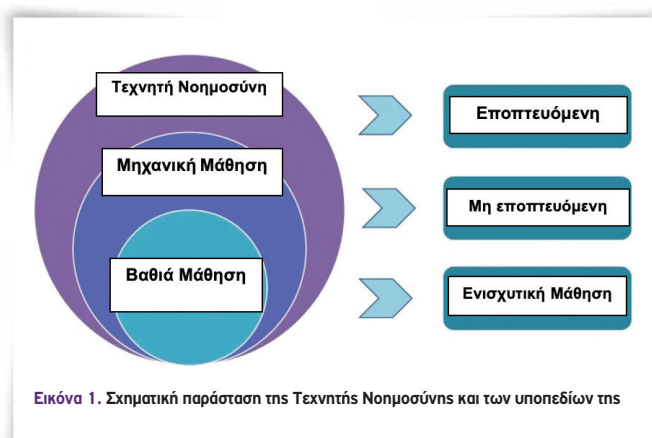 Τεχνητή Νοημοσύνη
Μηχανική Μάθηση
Βαθιά Μάθηση
Εποπτευόμενη
Μη εποπτευόμενη
Ενισχυτική Μάθηση
Εικόνα 1. Σχηματική παράσταση της Τεχνητής Νοημοσύνης και των υποπεδίων της